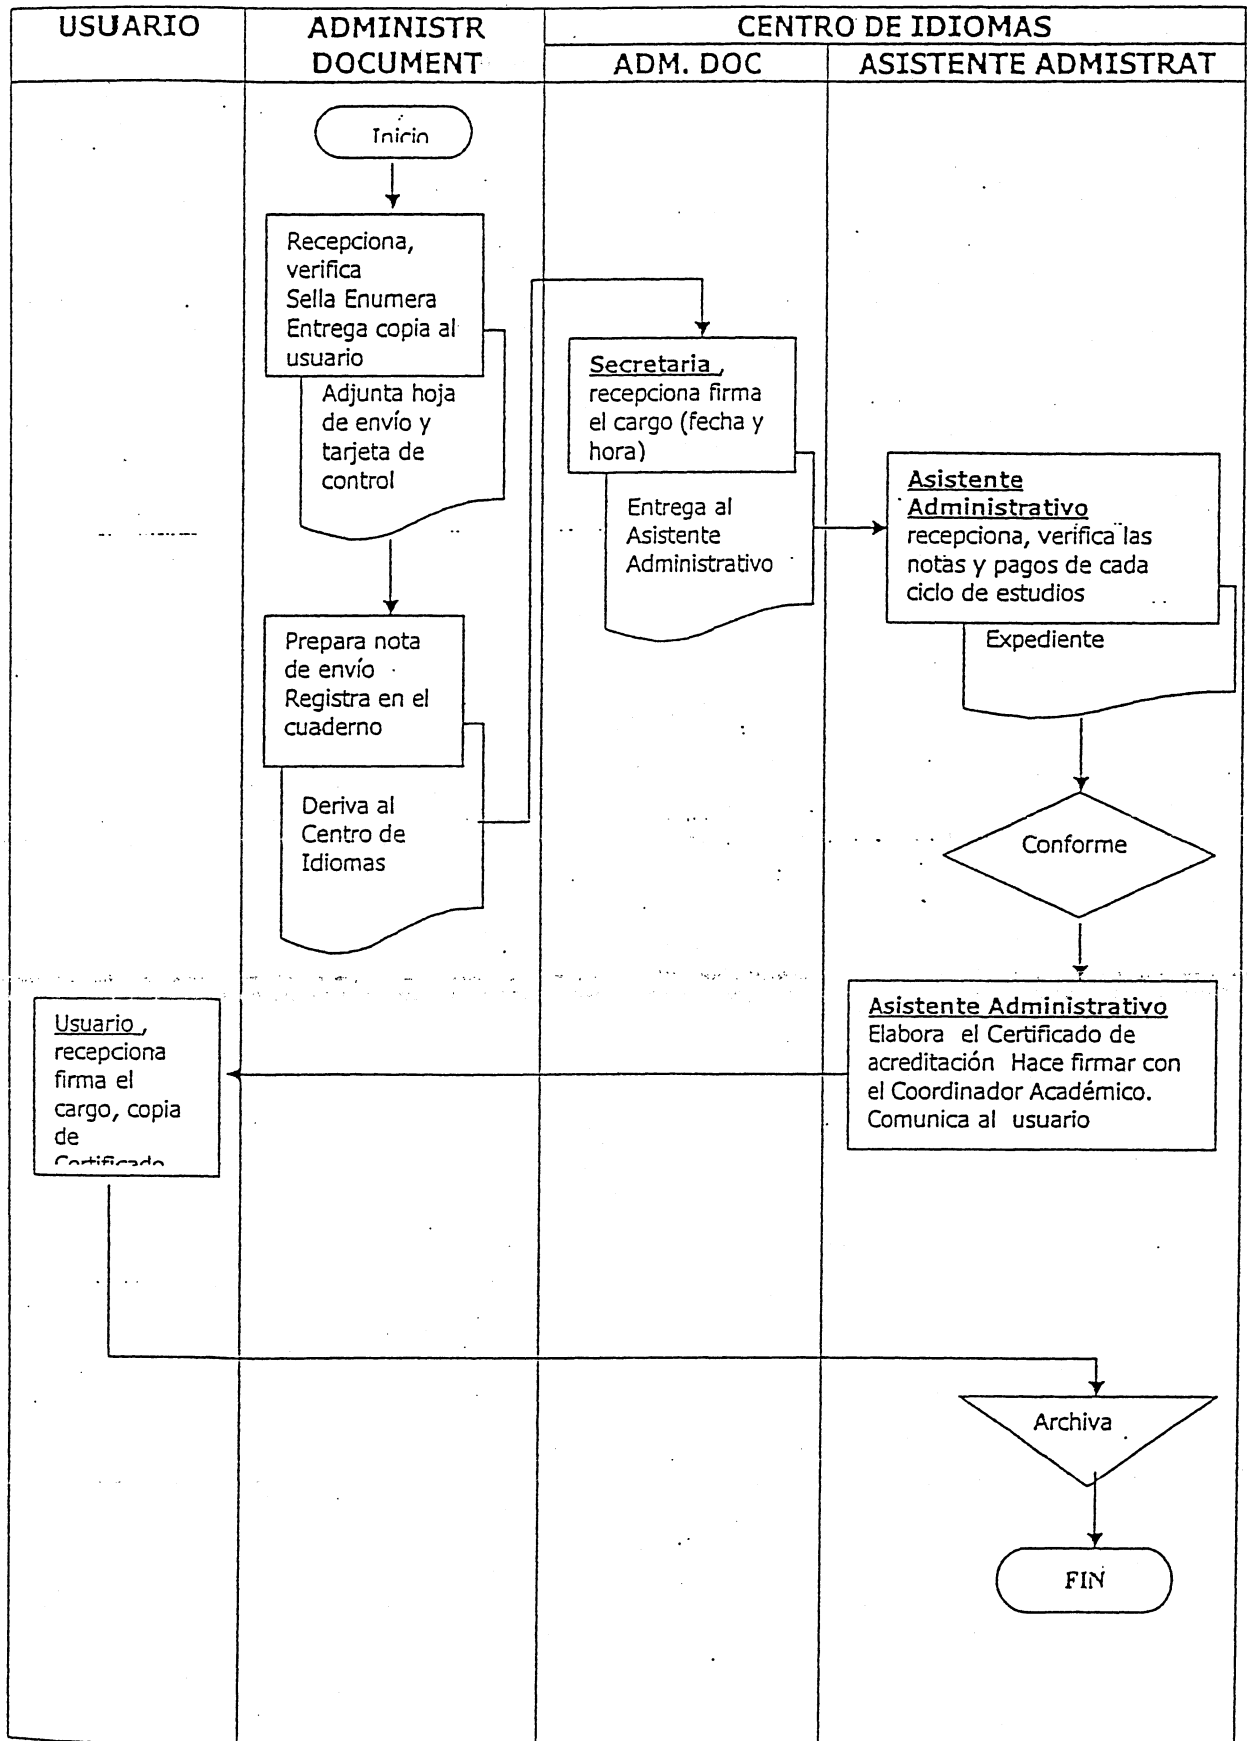 USUARIO
ADMINISTR
DOCUMENT
CENTRO DE IDIOMAS
ADM. DOC
ASISTENTE ADMISTRAT
Inicio
Recepciona,
verifica
Sella Enumera
Entrega copia al
usuario
Adjunta hoja
de envío y
tarjeta de
control
Prepara nota
de envío
Registra en el
cuaderno
Deriva al
Centro de
Idiomas
Secretaria ,
recepciona firma
el cargo (fecha y
hora)
Entrega al
Asistente
Administrativo
Asistente
Administrativo
recepciona, verifica las
notas y pagos de cada
ciclo de estudios
Expediente
Conforme
Asistente Administrativo
Elabora el Certificado de
acreditación Hace firmar con
el Coordinador Académico.
Comunica al usuario
Usuario ,
recepciona
firma el
cargo, copia
de
Certificado
Archiva
FIN